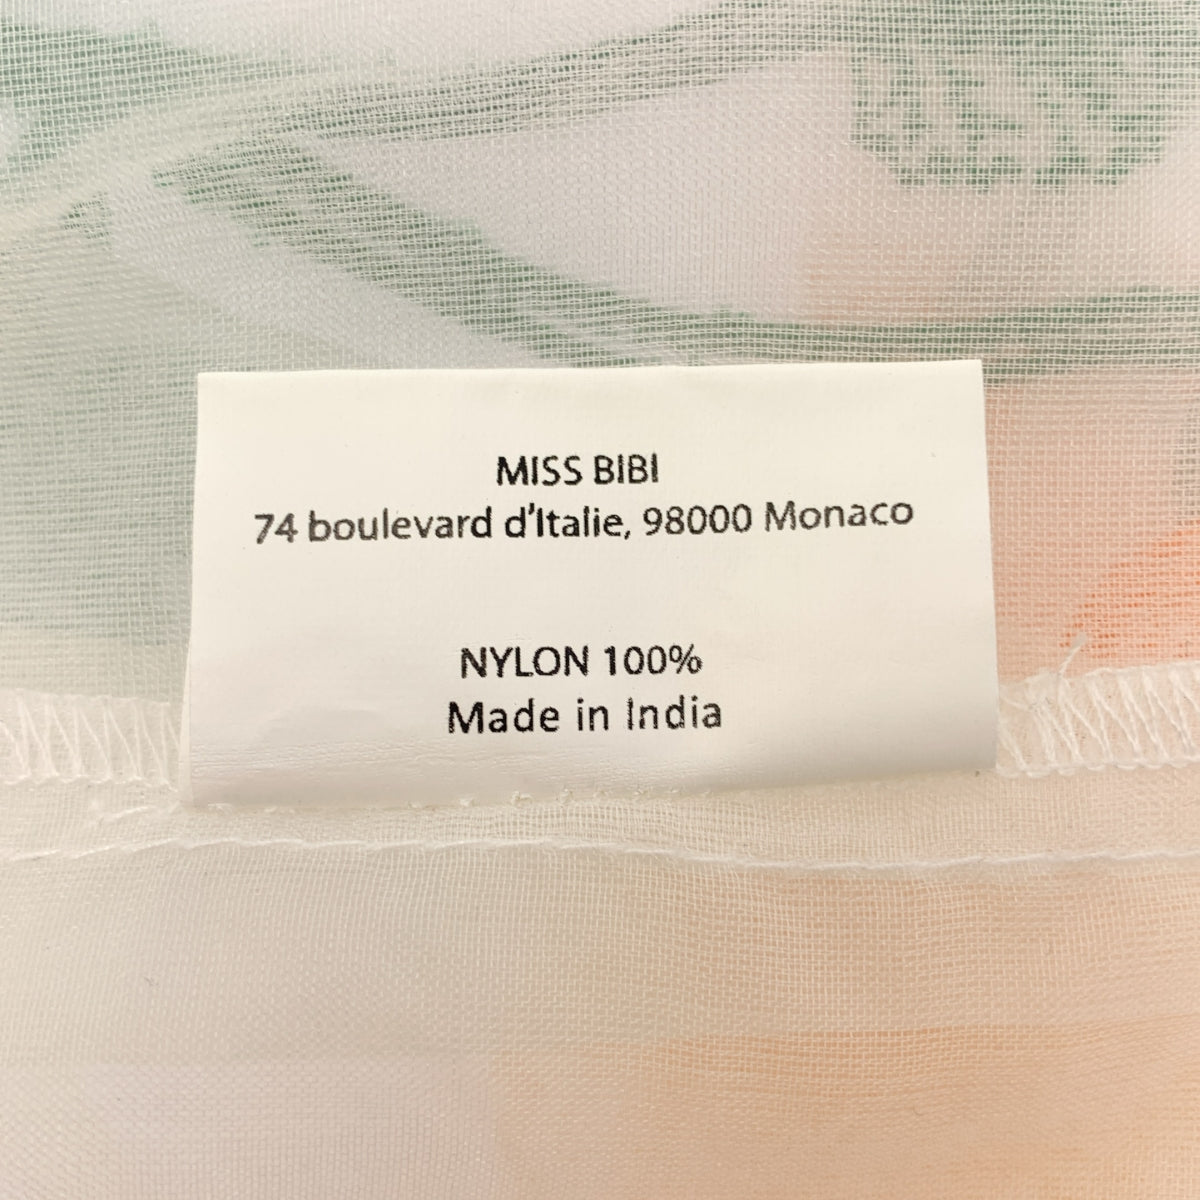 MISS BIBI
74 boulevard d'Italie, 98000 Monaco
NYLON 100%
Made in India